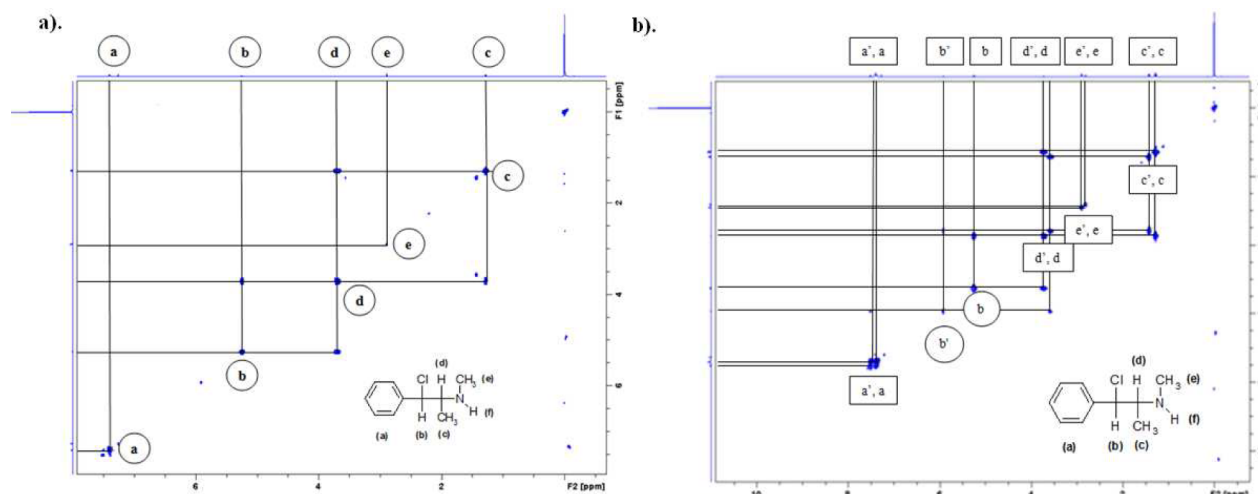 a).
a
b
d
e
c
F1 [ppm]
2
4
6
c
e
d
b
a
(d)
Cl
H
CH3
(e)
N
H
(f)
H
CH3
(a)
(b)
(c)
6
4
2
F2 [ppm]
b).
a', a
b'
b
d', d
e', e
c', c
c', c
e', e
d', d
b
b'
a', a
(d)
Cl
H
CH3
(e)
N
H
(f)
H
CH3
(a)
(b)
(c)